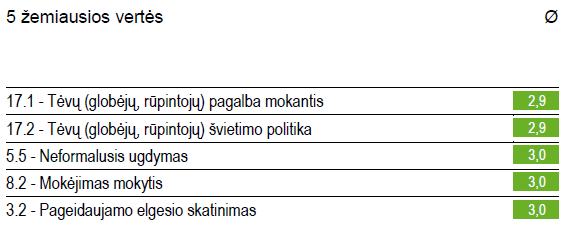 5 žemiausios vertės Ø
17.1 - Tėvų (globėjų, rūpintojų) pagalba mokantis 2,9
17.2 - Tėvų (globėjų, rūpintojų) švietimo politika 2,9
5.5 - Neformalusis ugdymas 3,0
8.2 - Mokėjimas mokytis 3,0
3.2 - Pageidaujamo elgesio skatinimas 3,0